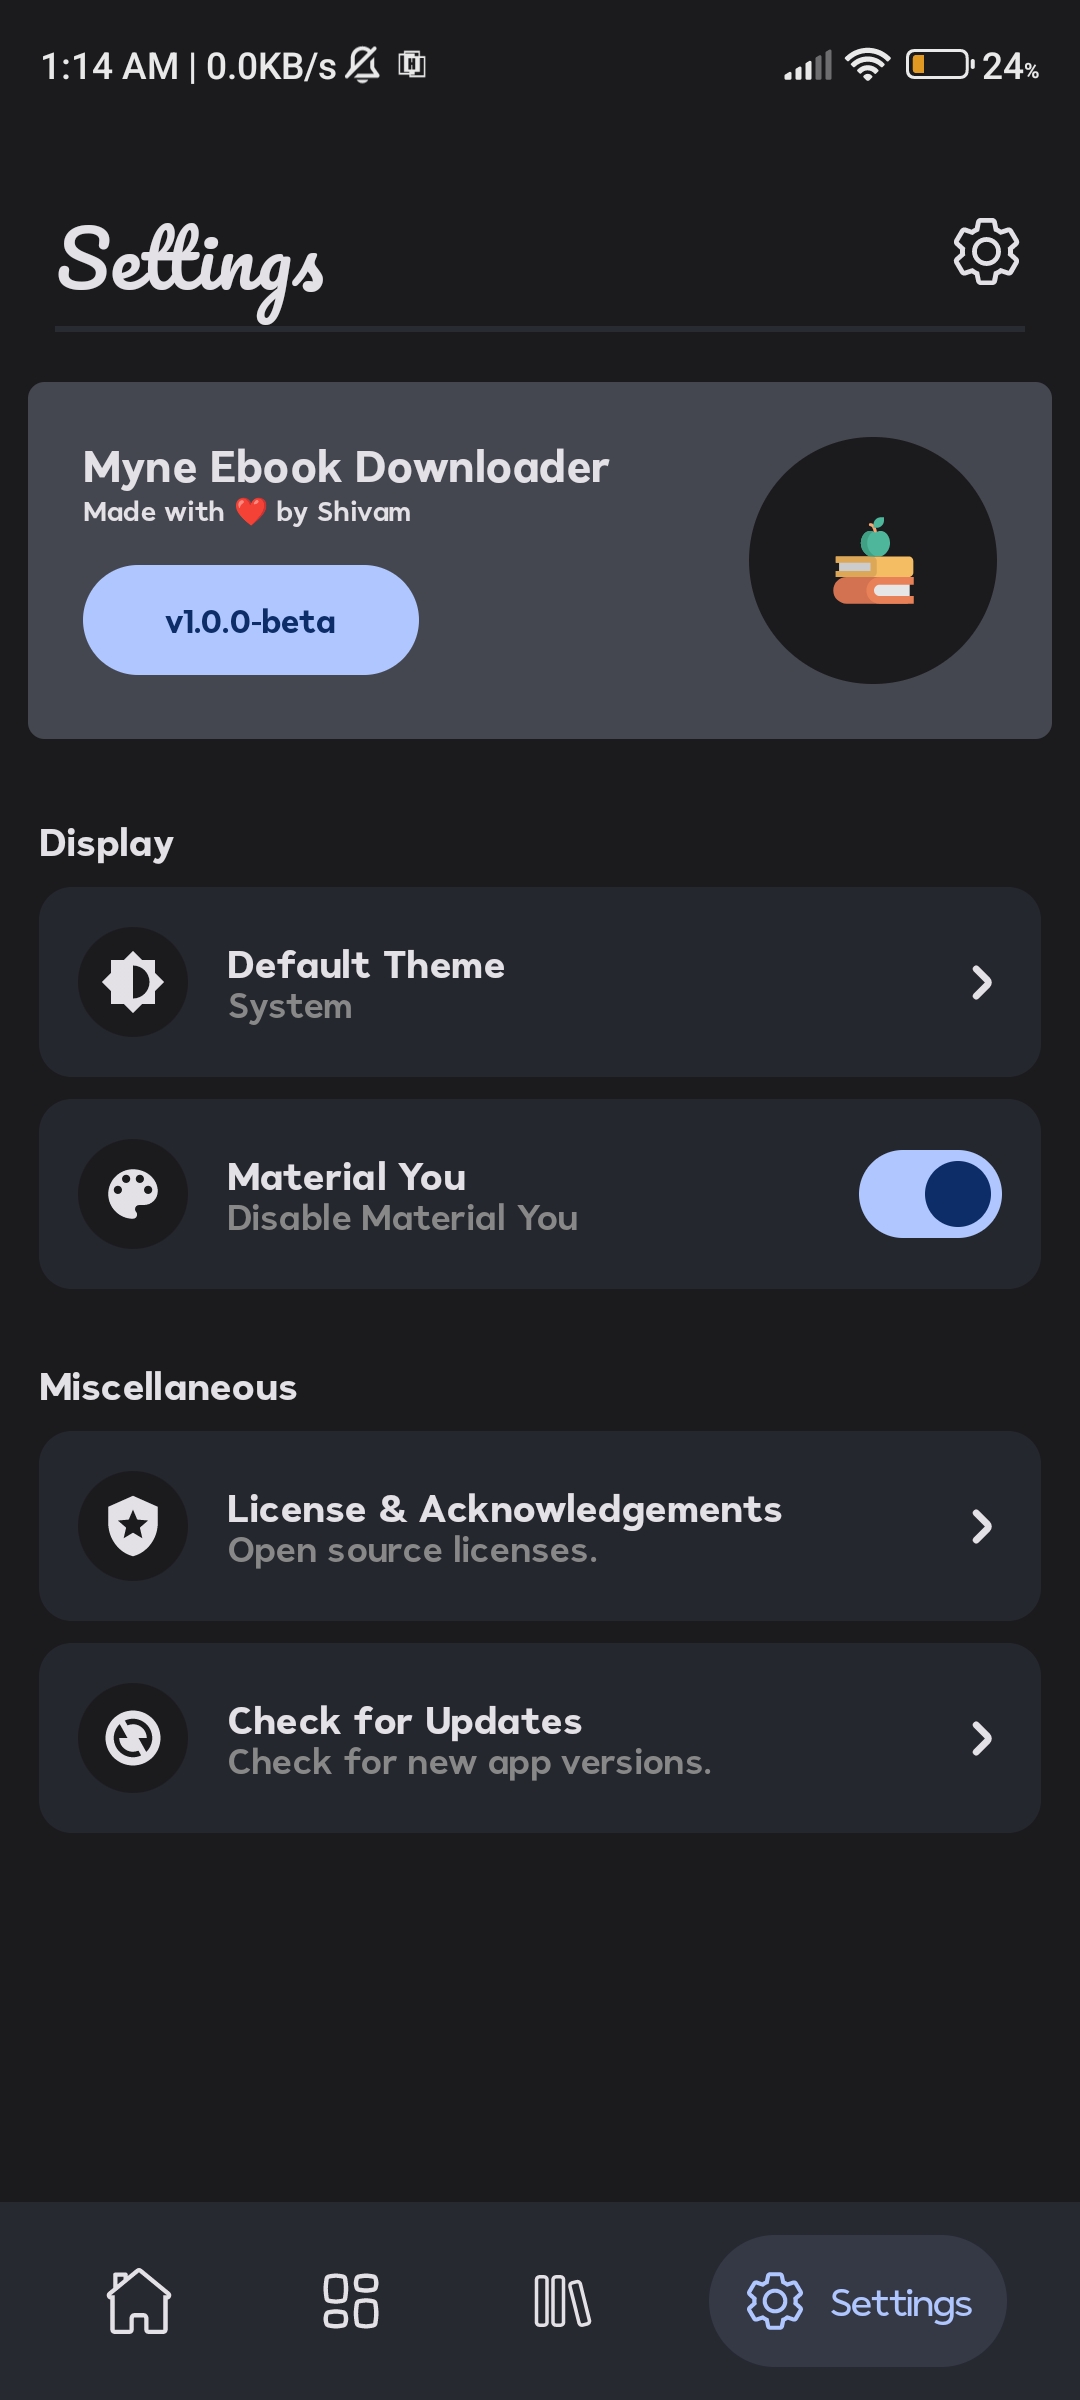 1:14 AM | 0.0KB/s
24%
Settings
Myne Ebook Downloader
Made with ❤️ by Shivam
v1.0.0-beta
Display
Default Theme
System
Material You
Disable Material You
Miscellaneous
License & Acknowledgements
Open source licenses.
Check for Updates
Check for new app versions.
Settings